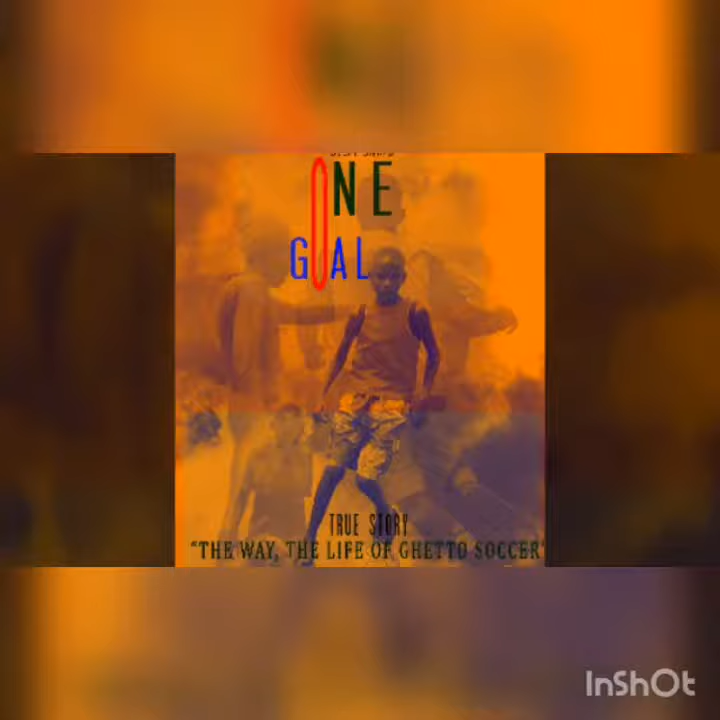 ONE
GOAL
TRUE STORY
"THE WAY, THE LIFE OF GHETTO SOCCER"
InShOt